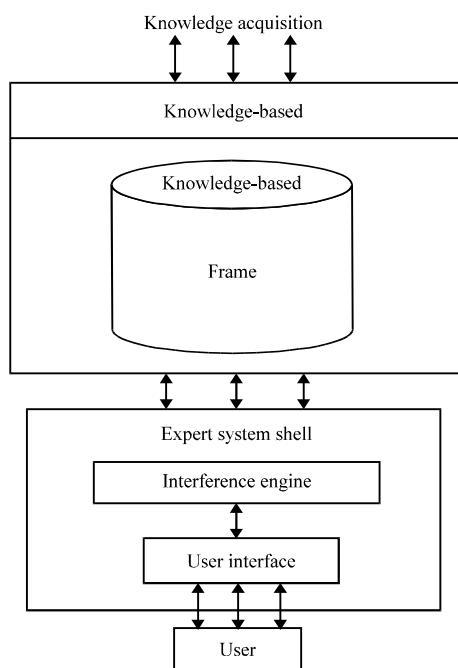 Knowledge acquisition
Knowledge-based
Knowledge-based
Frame
Expert system shell
Interference engine
User interface
User